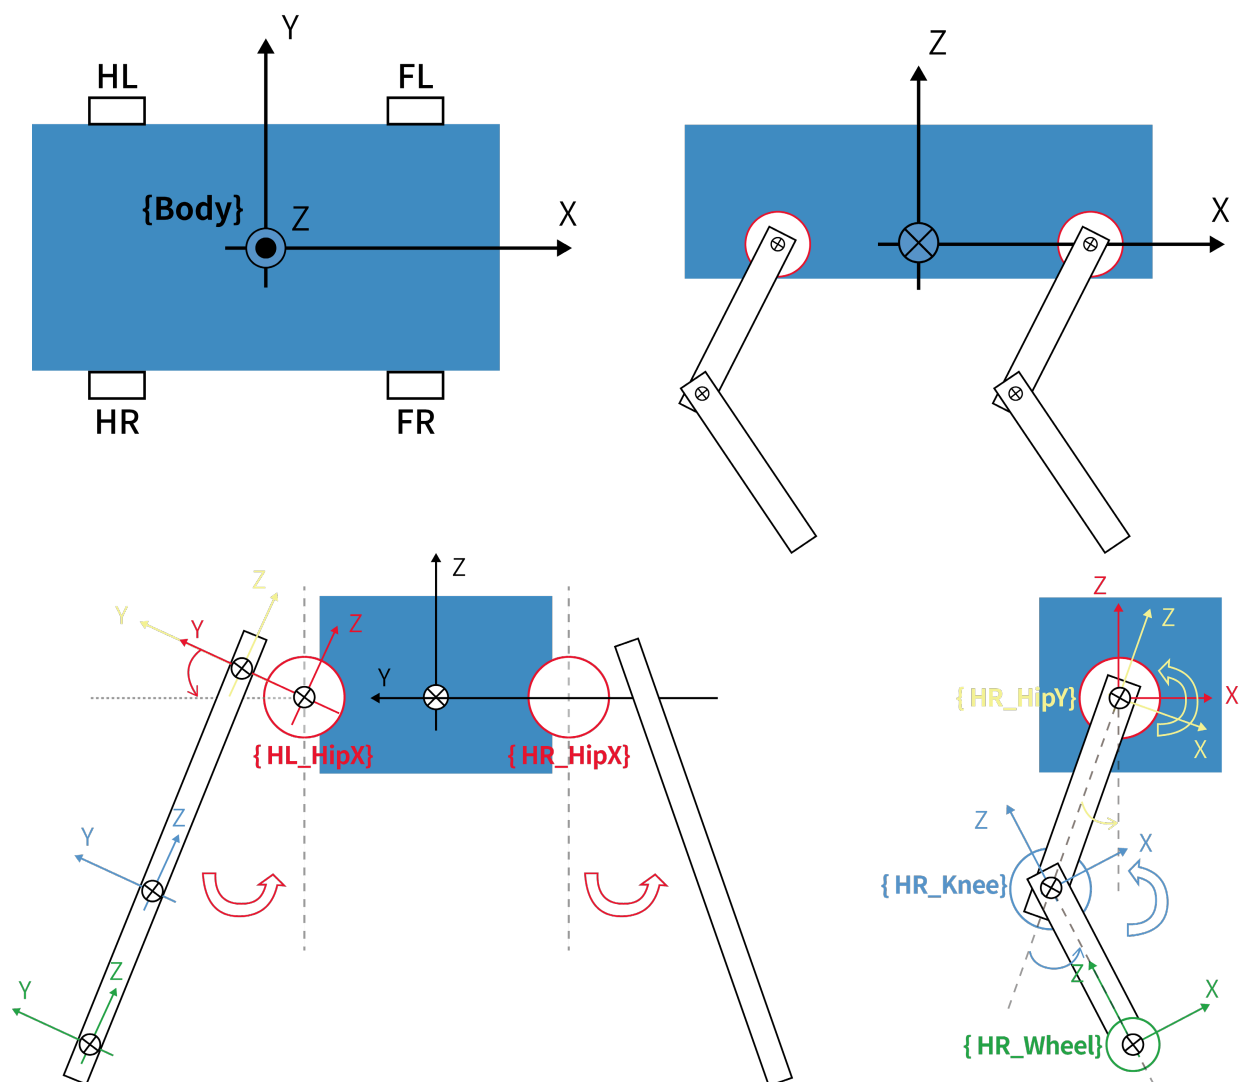 Y
HL
FL
{Body}
Z
X
HR
FR
Z
X
Z
Y
Z
Y
Z
Y
{ HL_HipX}
{ HR_HipX}
Z
Y
Z
Y
Z
Z
{ HR_HipY}
X
X
Z
X
{ HR_Knee}
Z
X
{ HR_Wheel}